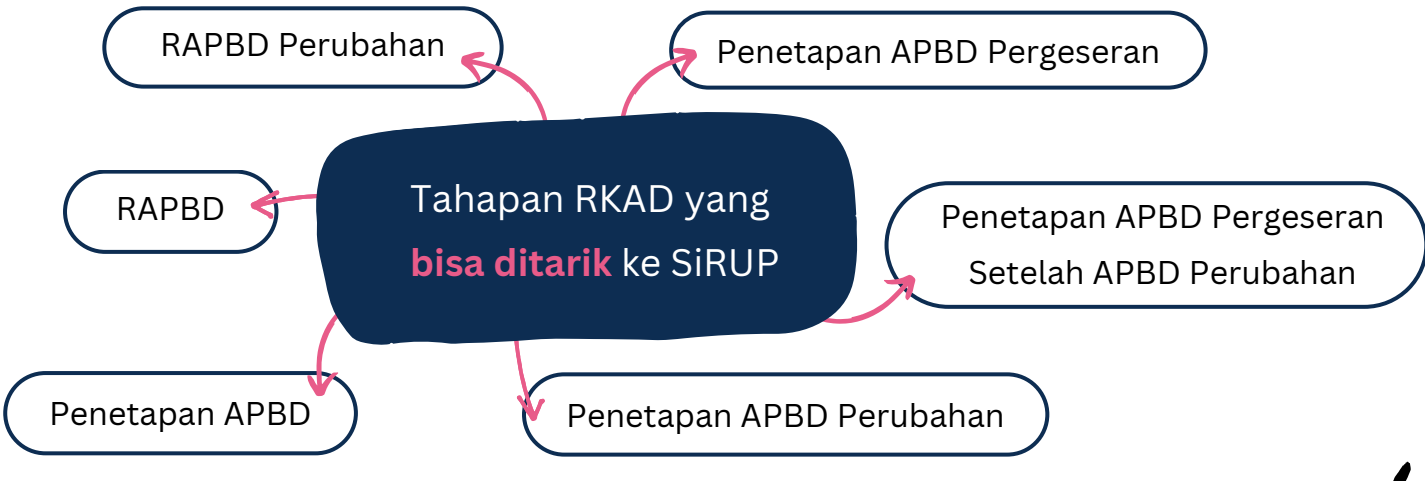 RAPBD Perubahan
Penetapan APBD Pergeseran
RAPBD
Tahapan RKAD yang
bisa ditarik ke SiRUP
Penetapan APBD Pergeseran
Setelah APBD Perubahan
Penetapan APBD
Penetapan APBD Perubahan